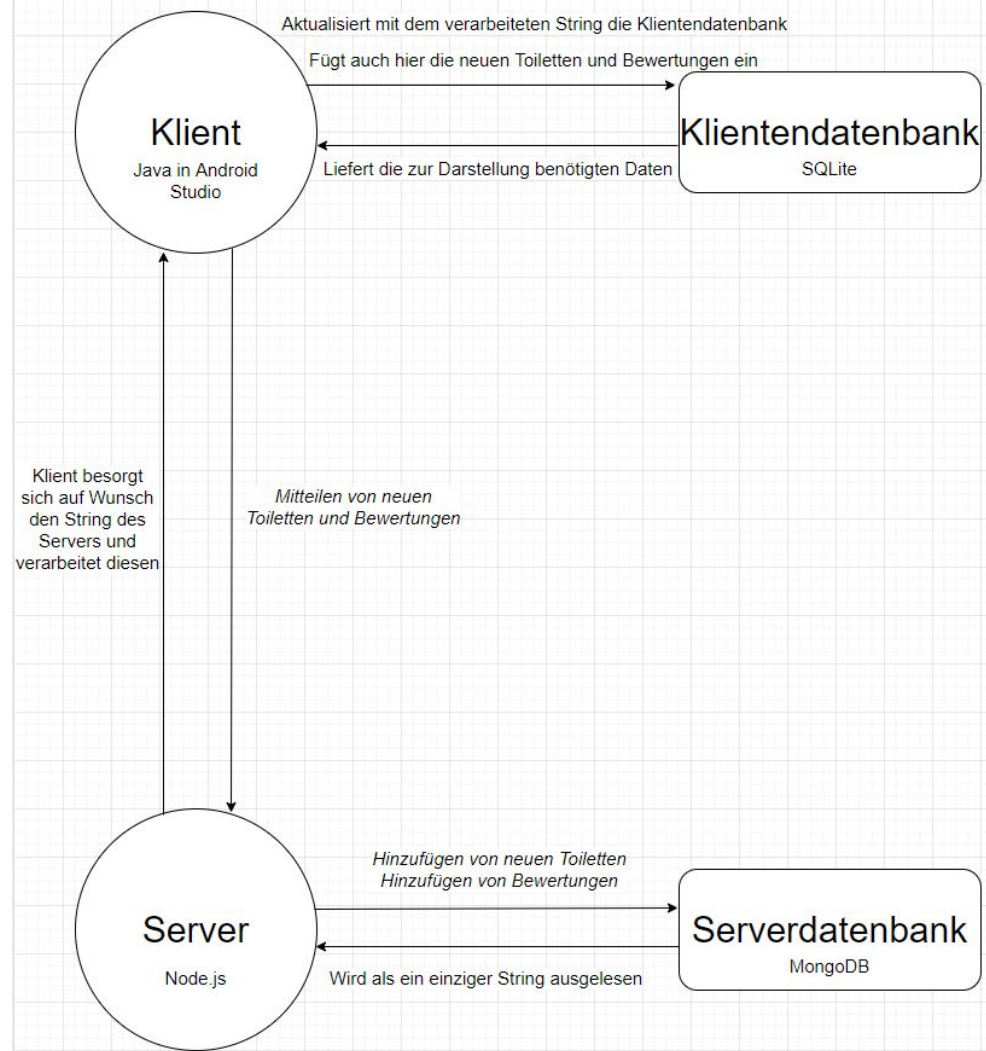 Aktualisiert mit dem verarbeiteten String die Klientendatenbank
Fügt auch hier die neuen Toiletten und Bewertungen ein
Klient
Java in Android
Studio
Klientendatenbank
SQLite
Liefert die zur Darstellung benötigten Daten
Klient besorgt
sich auf Wunsch
den String des
Servers und
verarbeitet diesen
Mitteilen von neuen
Toiletten und Bewertungen
Hinzufügen von neuen Toiletten
Hinzufügen von Bewertungen
Server
Node.js
Serverdatenbank
MongoDB
Wird als ein einziger String ausgelesen